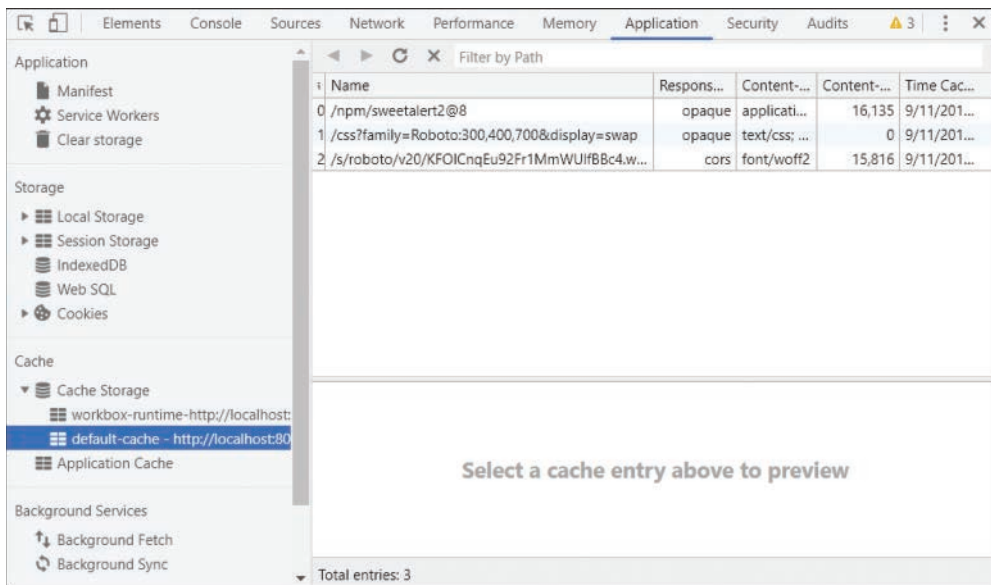 Elements Console Sources Network Performance Memory Application Security Audits 3
Application
Manifest
Service Workers
Clear storage
Storage
Local Storage
Session Storage
IndexedDB
Web SQL
Cookies
Cache
Cache Storage
workbox-runtime-http://localhost:
default-cache - http://localhost:80
Application Cache
Background Services
Background Fetch
Background Sync
Filter by Path
Name Respons... Content-... Content-... Time Cac...
0 /npm/sweetalert2@8 opaque applicati... 16,135 9/11/201...
1 /css?family=Roboto:300,400,700&display=swap opaque text/css; ... 0 9/11/201...
2 /s/roboto/v20/KFOlCnqEu92Fr1MmWUlfBBc4.w... cors font/woff2 15,816 9/11/201...
Select a cache entry above to preview
Total entries: 3